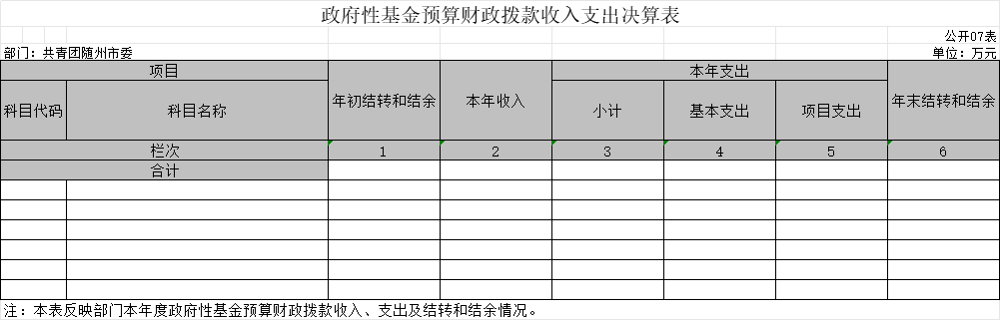 政府性基金预算财政拨款收入支出决算表
公开07表
部门：共青团随州市委 单位：万元
项目 年初结转和结余 本年收入 本年支出 年末结转和结余
科目代码 科目名称 小计 基本支出 项目支出
栏次 1 2 3 4 5 6
合计
注：本表反映部门本年度政府性基金预算财政拨款收入、支出及结转和结余情况。